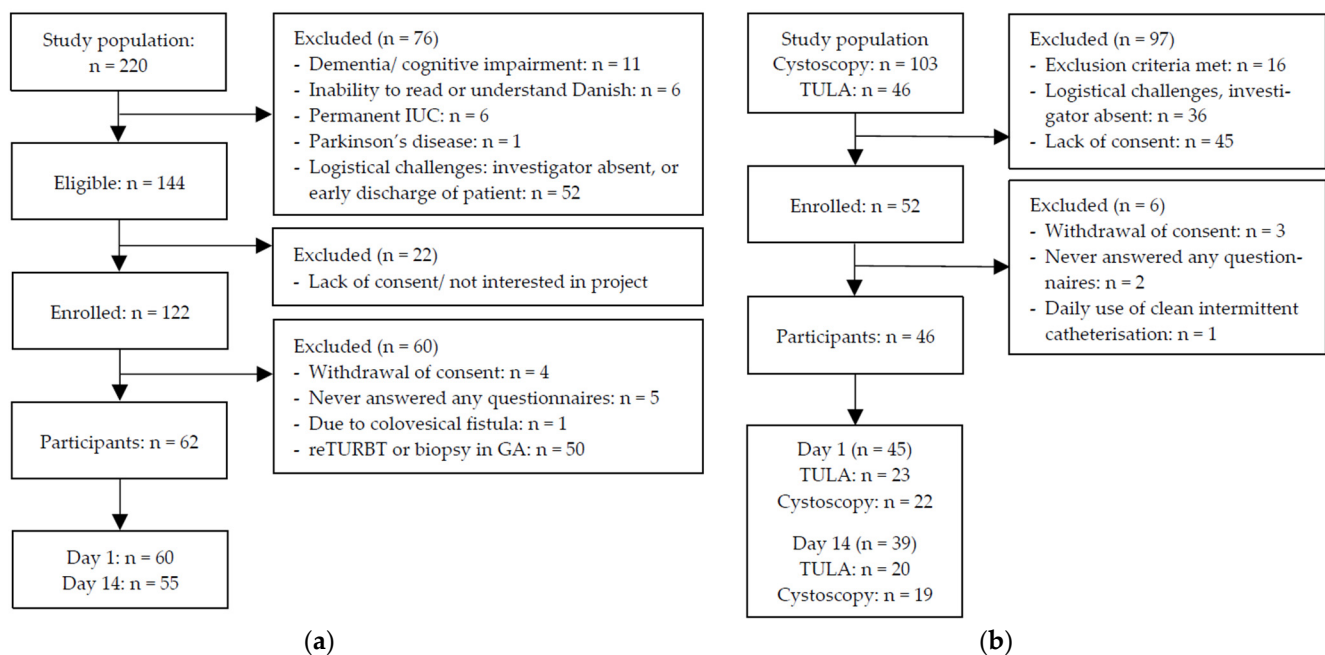 Study population:
n = 220
Excluded (n = 76)
- Dementia/ cognitive impairment: n = 11
- Inability to read or understand Danish: n = 6
- Permanent IUC: n = 6
- Parkinson's disease: n = 1
- Logistical challenges: investigator absent, or
early discharge of patient: n = 52
Eligible: n = 144
Excluded (n = 22)
- Lack of consent/ not interested in project
Enrolled: n = 122
Excluded (n = 60)
- Withdrawal of consent: n = 4
- Never answered any questionnaires: n = 5
- Due to colovesical fistula: n = 1
- reTURBT or biopsy in GA: n = 50
Participants: n = 62
Day 1: n = 60
Day 14: n = 55
(a)
Study population
Cystoscopy: n = 103
TULA: n = 46
Excluded (n = 97)
- Exclusion criteria met: n = 16
- Logistical challenges, investi-
gator absent: n = 36
- Lack of consent: n = 45
Enrolled: n = 52
Excluded (n = 6)
- Withdrawal of consent: n = 3
- Never answered any question-
naires: n = 2
- Daily use of clean intermittent
catheterisation: n = 1
Participants: n = 46
Day 1 (n = 45)
TULA: n = 23
Cystoscopy: n = 22
Day 14 (n = 39)
TULA: n = 20
Cystoscopy: n = 19
(b)